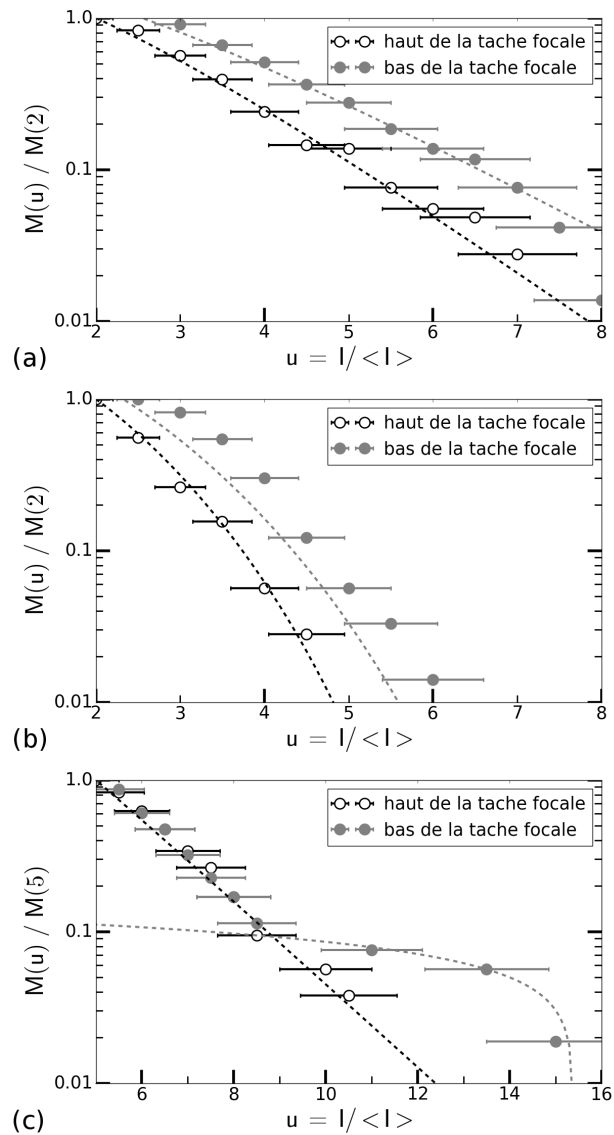 1.0
haut de la tache focale
bas de la tache focale
M(u) / M(2)
0.1
0.01
2 3 4 5 6 7 8
(a)
u = I/<I>
1.0
haut de la tache focale
bas de la tache focale
M(u) / M(2)
0.1
0.01
2 3 4 5 6 7 8
(b)
u = I/<I>
1.0
haut de la tache focale
bas de la tache focale
M(u) / M(5)
0.1
0.01
6 8 10 12 14 16
(c)
u = I/<I>